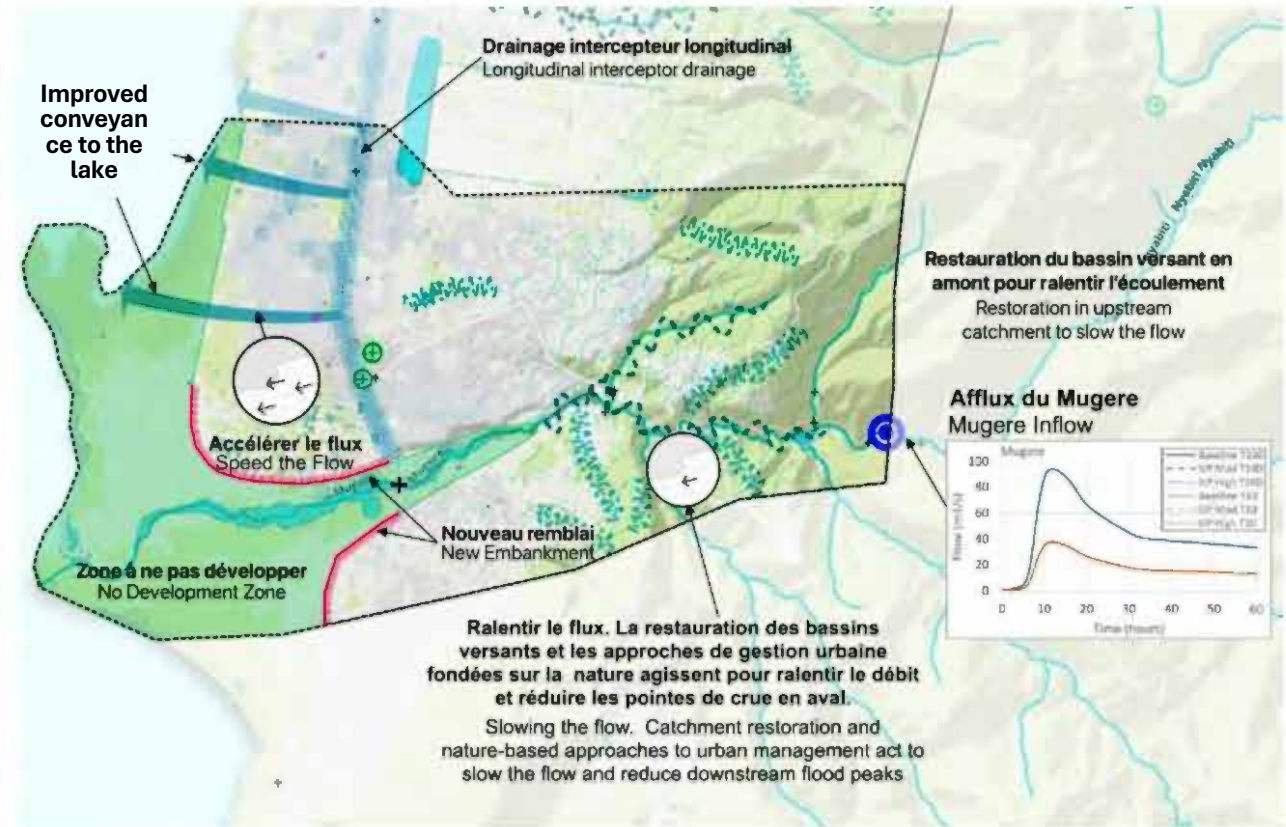 Drainage intercepteur longitudinal
Longitudinal interceptor drainage
Improved
conveyan
ce to the
lake
Nyabiri Nyabiri
Restauration du bassin versant en
amont pour ralentir l'écoulement
Restoration in upstream
catchment to slow the flow
Afflux du Mugere
Mugere Inflow
Mugere
Baseline T100
Baseline
100
80
60
40
20
0
0 10 20 30 40 50 60
Time (hours)
Accélérer le flux
Speed the Flow
Nouveau remblai
New Embankment
Zone à ne pas développer
No Development Zone
Ralentir le flux. La restauration des bassins
versants et les approches de gestion urbaine
fondées sur la nature agissent pour ralentir le débit
et réduire les pointes de crue en aval.
Slowing the flow. Catchment restoration and
nature-based approaches to urban management act to
slow the flow and reduce downstream flood peaks